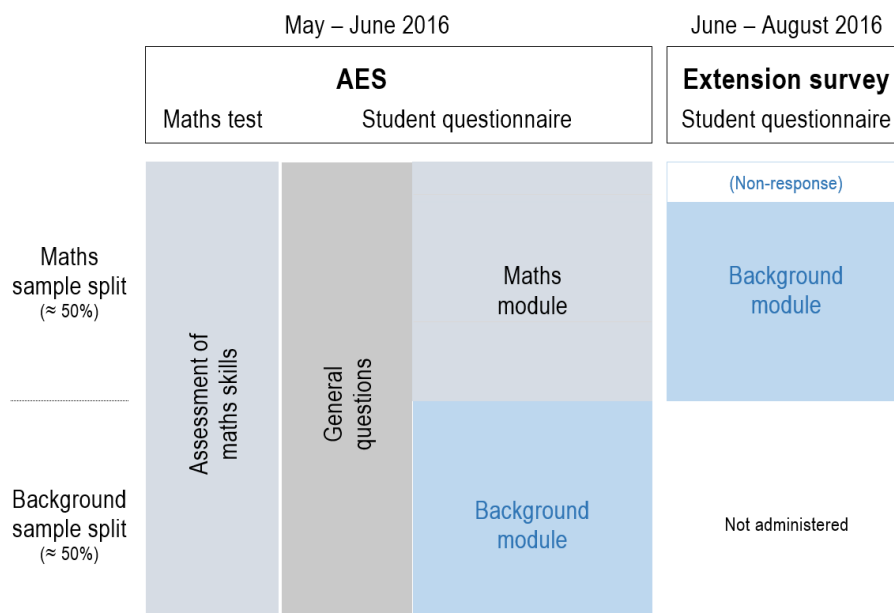 May – June 2016
June – August 2016
AES
Maths test
Student questionnaire
Extension survey
Student questionnaire
(Non-response)
Maths
sample split
(≈ 50%)
Assessment of
maths skills
General
questions
Maths
module
Background
module
Background
sample split
(≈ 50%)
Background
module
Not administered